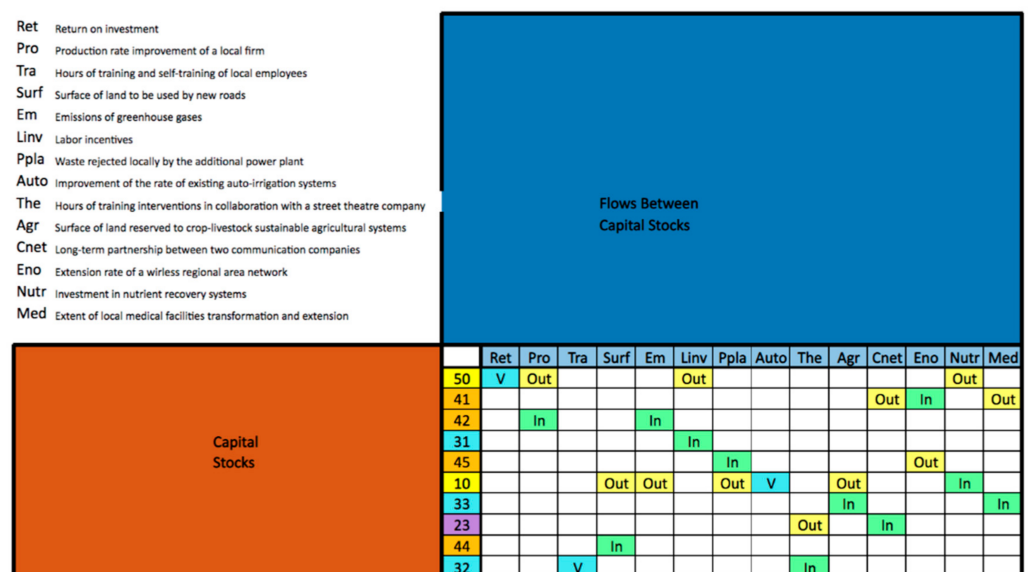 Ret Return on investment
Pro Production rate improvement of a local firm
Tra Hours of training and self-training of local employees
Surf Surface of land to be used by new roads
Em Emissions of greenhouse gases
Linv Labor incentives
Ppla Waste rejected locally by the additional power plant
Auto Improvement of the rate of existing auto-irrigation systems
The Hours of training interventions in collaboration with a street theatre company
Agr Surface of land reserved to crop-livestock sustainable agricultural systems
Cnet Long-term partnership between two communication companies
Eno Extension rate of a wirless regional area network
Nutr Investment in nutrient recovery systems
Med Extent of local medical facilities transformation and extension
Flows Between
Capital Stocks
Capital
Stocks
Ret Pro Tra Surf Em Linv Ppla Auto The Agr Cnet Eno Nutr Med
50 V Out Out Out
41 Out In Out
42 In In
31 In
45 In Out
10 Out Out Out V Out In
33 In In
23 Out In
44 In
32 V In